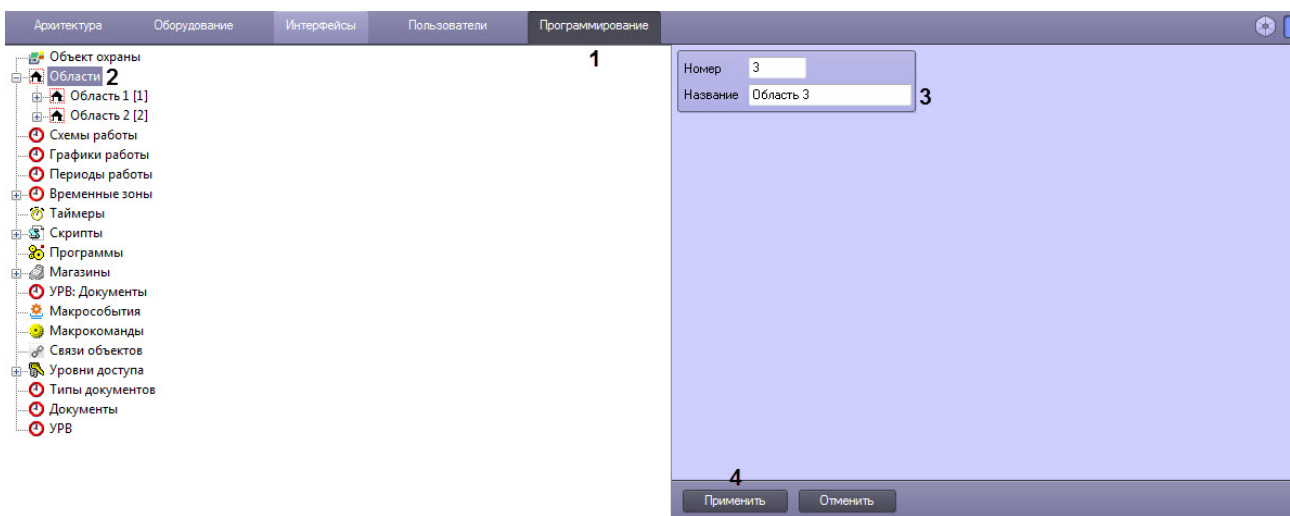 Архитектура Оборудование Интерфейсы Пользователи Программирование
1
Объект охраны
Области 2
Область 1 [1]
Область 2 [2]
Схемы работы
Графики работы
Периоды работы
Временные зоны
Таймеры
Скрипты
Программы
Магазины
УРВ: Документы
Макрособытия
Макрокоманды
Связи объектов
Уровни доступа
Типы документов
Документы
УРВ
Номер 3
Название Область 3 3
4
Применить Отменить